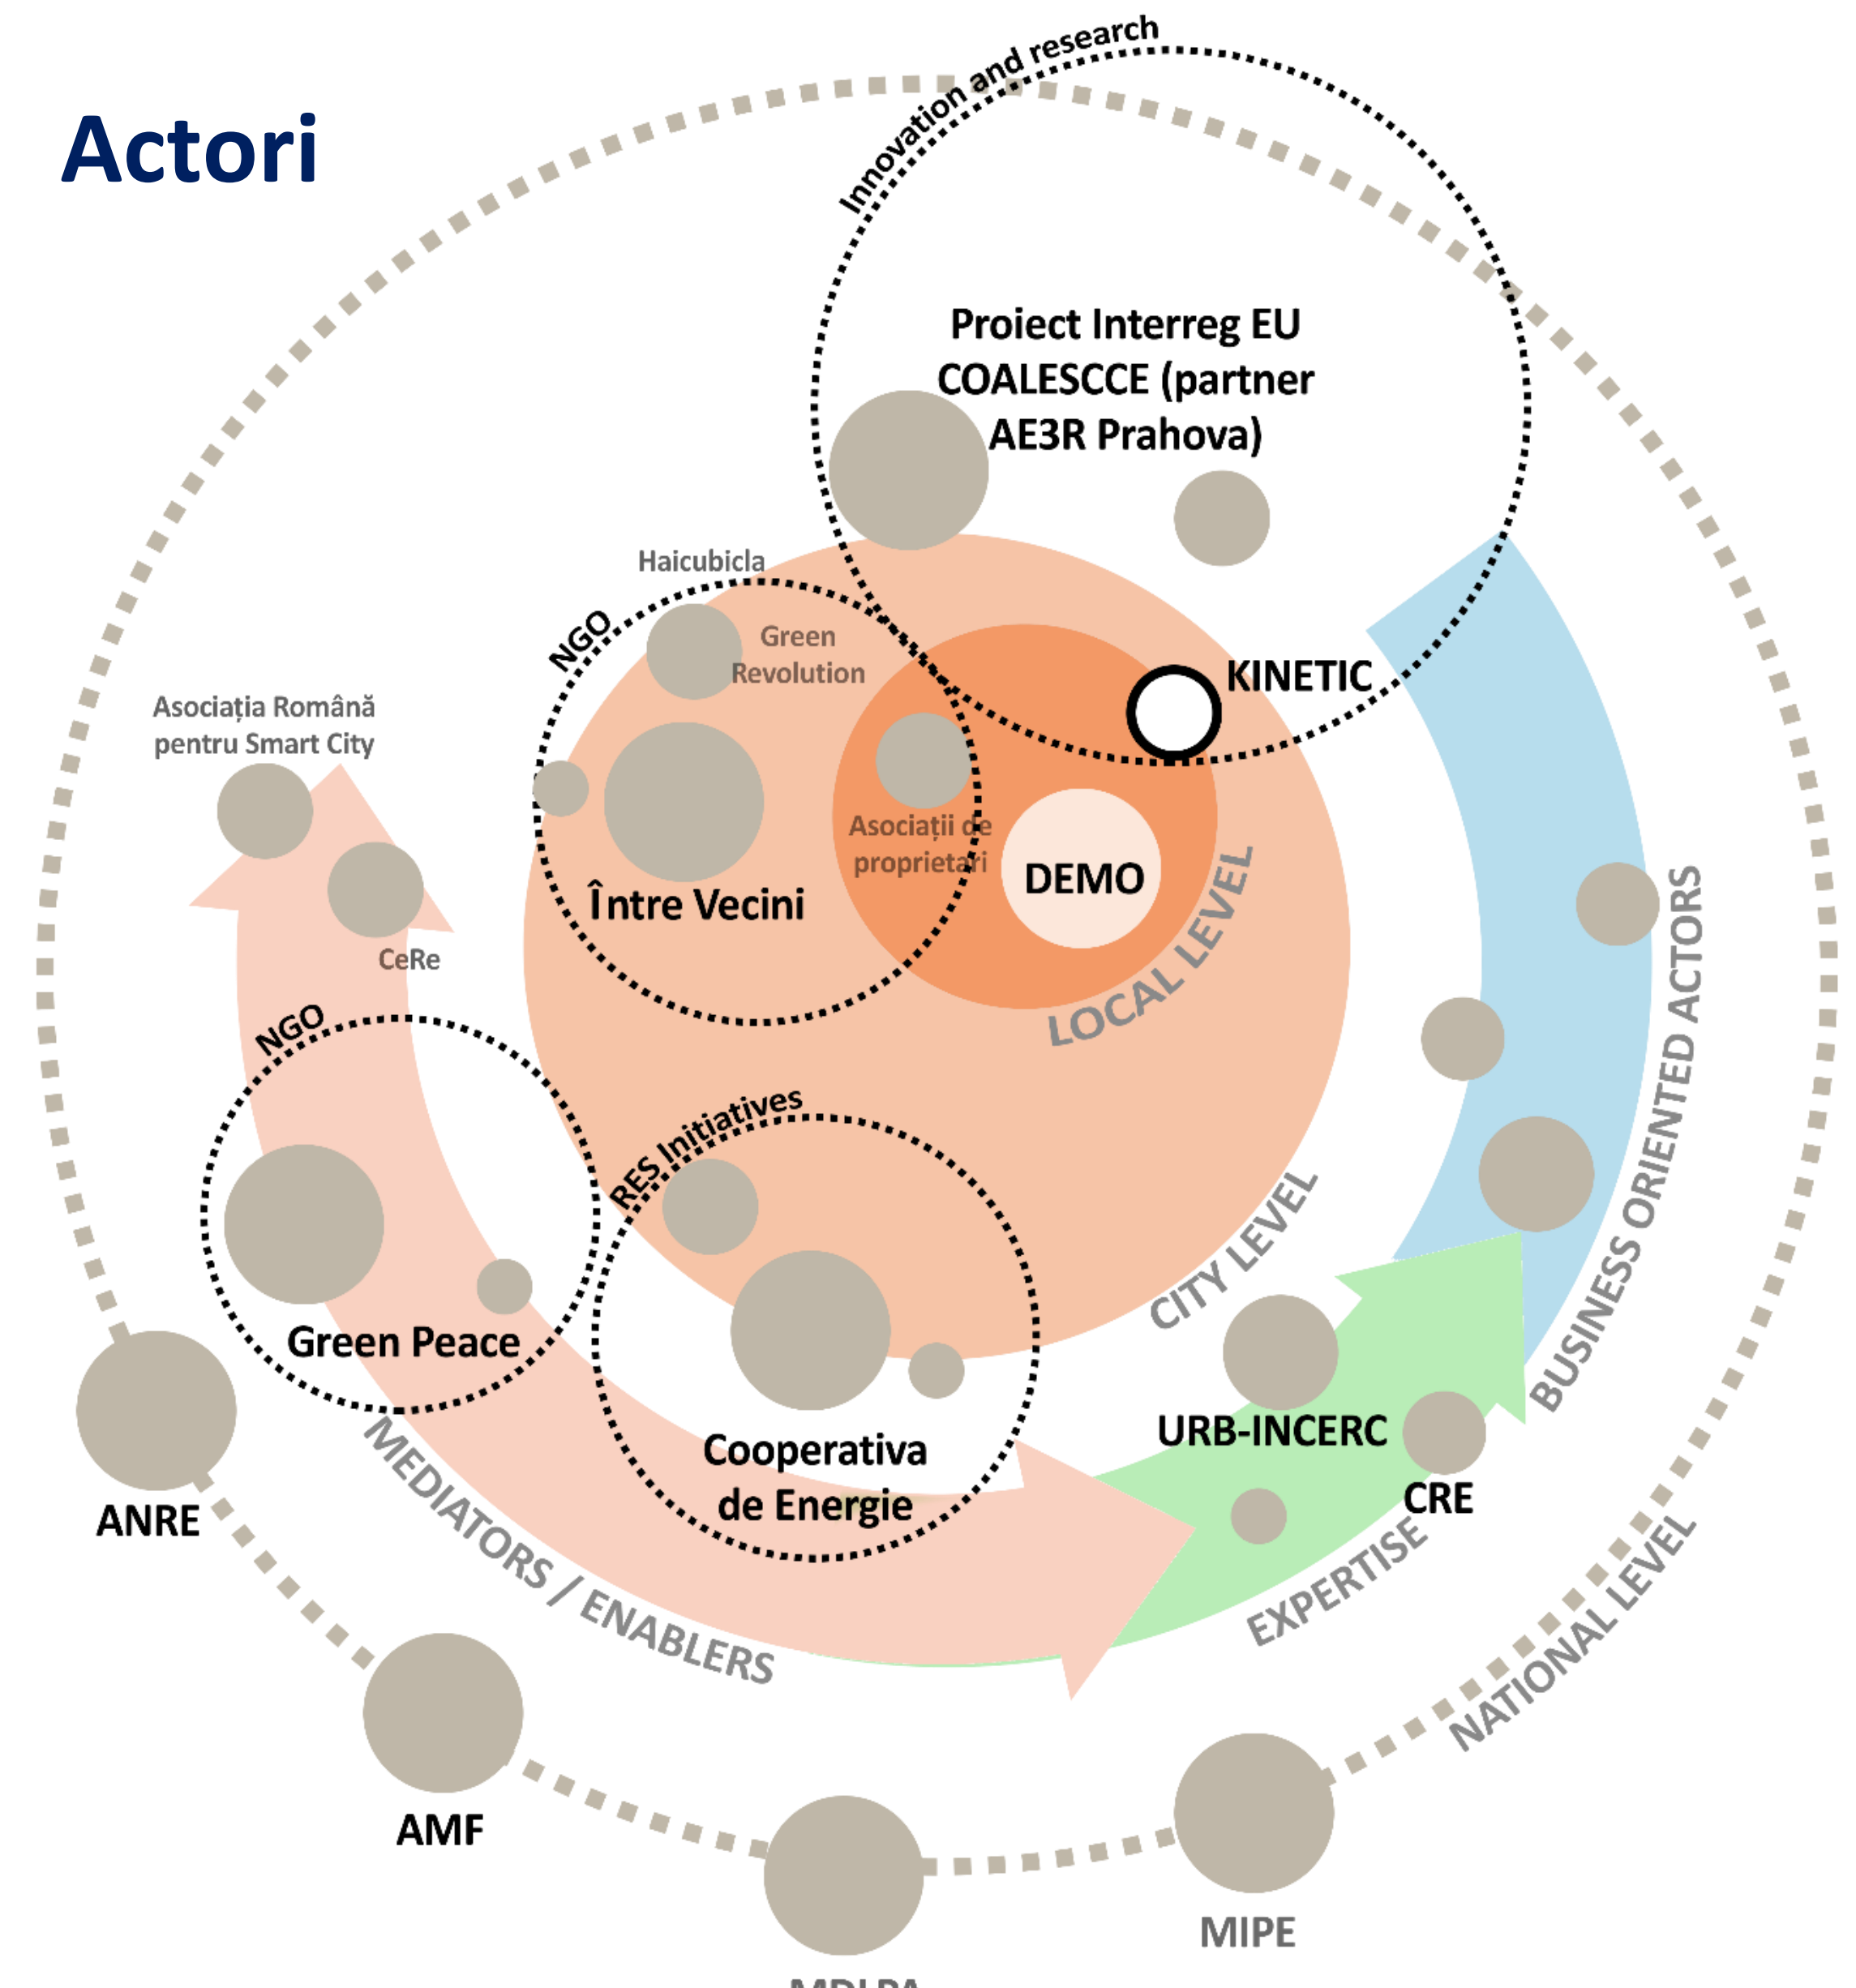 Actori
Innovation and research
Proiect Interreg EU
COALESCCE (partner
AE3R Prahova)
Haicubicla
NGO
Green
Revolution
KINETIC
Asociația Română
pentru Smart City
Asociații de
proprietari
DEMO
Între Vecini
LOCAL LEVEL
CeRe
NGO
BUSINESS ORIENTED ACTORS
RES Initiatives
CITY LEVEL
Green Peace
URB-INCERC
Cooperativa
de Energie
CRE
ANRE
MEDIATORS / ENABLERS
EXPERTISE
NATIONAL LEVEL
AMF
MIPE
MDLPA